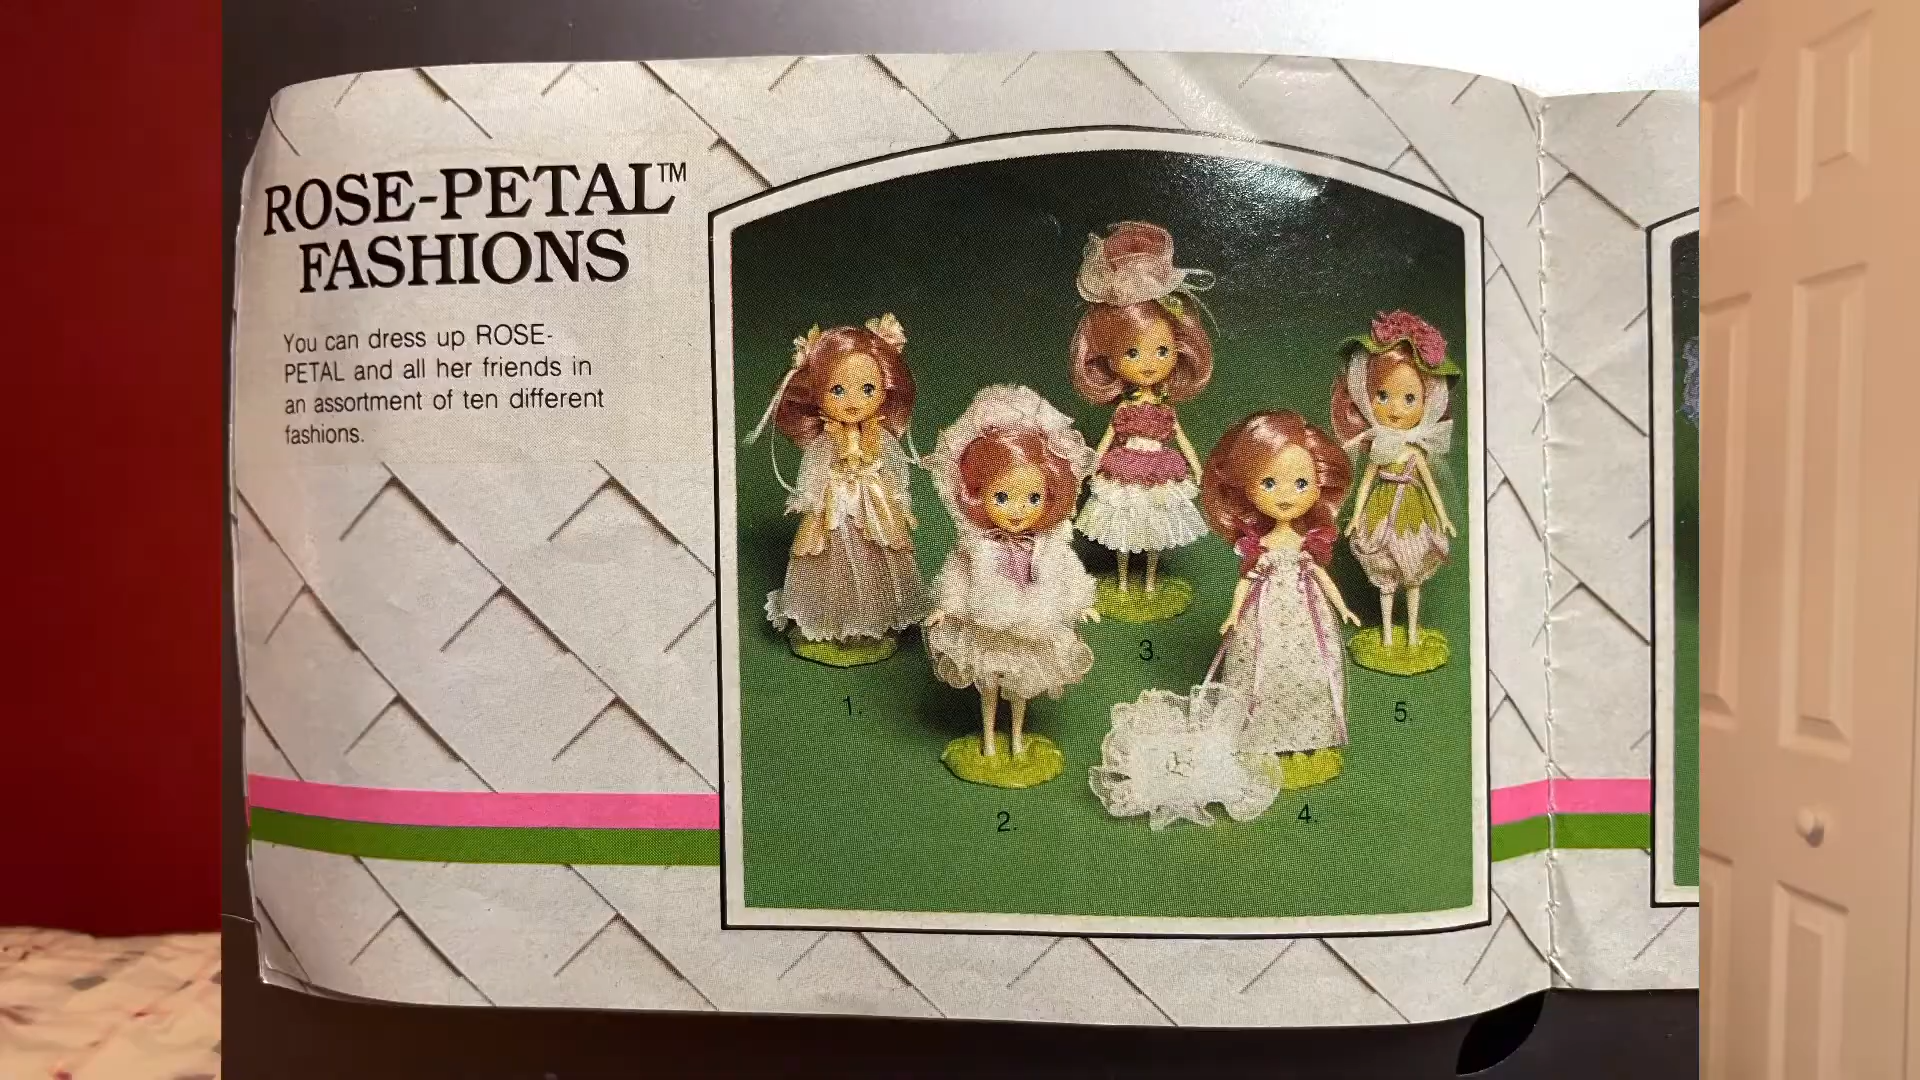 ROSE-PETAL™
FASHIONS
You can dress up ROSE-
PETAL and all her friends in
an assortment of ten different
fashions.
1.
2.
3.
4.
5.